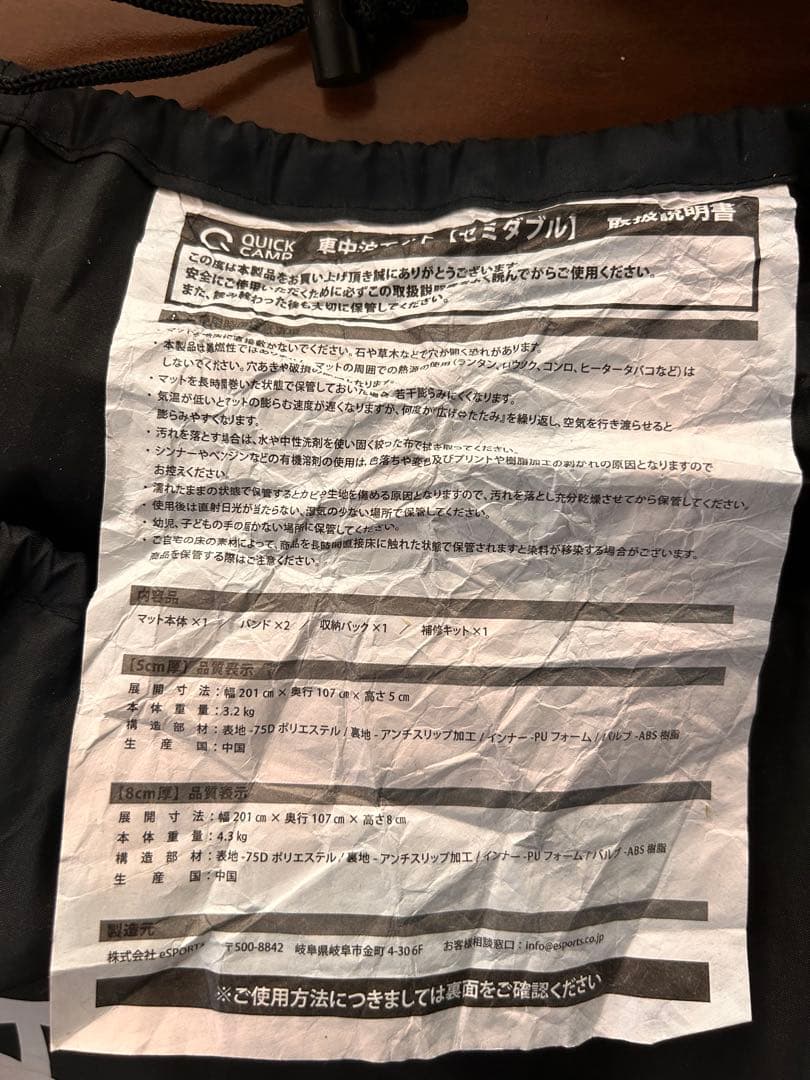 QUICK CAMP 車中泊マット【セミダブル】 取扱説明書
この度は本製品をお買い上げ頂き誠にありがとうございます。
安全にご使用いただくために必ずこの取扱説明書をよく読んでからご使用ください。
また、読み終わった後も大切に保管してください。
直接敷かないでください。石や草木などで穴が開く恐れがあります。
・本製品は難燃性ではありません。マットの周囲での熱源の使用(ランタン、ロウソク、コンロ、ヒータータバコなど)は
しないでください。穴あきや破損の
・マットを長時間巻いた状態で保管しておいた場合、若干膨らみにくくなります。
・気温が低いとマットの膨らむ速度が遅くなりますが、何度か"広げ⇔たたみ"を繰り返し、空気を行き渡らせると
膨らみやすくなります。
・汚れを落とす場合は、水や中性洗剤を使い固く絞った布で拭き取ってください。
・シンナーやベンジンなどの有機溶剤の使用は、色落ちや変色及びプリントや樹脂加工の剥がれの原因となりますので
お控えください。
・濡れたままの状態で保管するとカビや生地を傷める原因となりますので、汚れを落とし充分乾燥させてから保管してください。
・使用後は直射日光が当たらない、湿気の少ない場所で保管してください。
・幼児、子どもの手の届かない場所に保管してください。
・ご自宅の床の素材によって、商品を長時間直接床に触れた状態で保管されますと染料が移染する場合がございます。
商品を保管する際はご注意ください。
内容品
マット本体×1 / バンド×2 / 収納バック×1 / 補修キット×1
【5cm厚】品質表示
展開寸法:幅201㎝×奥行107㎝×高さ5㎝
本体重量:3.2kg
構造部材:表地-75Dポリエステル/裏地-アンチスリップ加工/インナー-PUフォーム/バルブ-ABS樹脂
生産国:中国
【8cm厚】品質表示
展開寸法:幅201㎝×奥行107㎝×高さ8㎝
本体重量:4.3kg
構造部材:表地-75Dポリエステル/裏地-アンチスリップ加工/インナー-PUフォーム/バルブ-ABS樹脂
生産国:中国
製造元
株式会社eSPORTS 〒500-8842 岐阜県岐阜市金町4-30 6F お客様相談窓口:info@esports.co.jp
※ご使用方法につきましては裏面をご確認ください